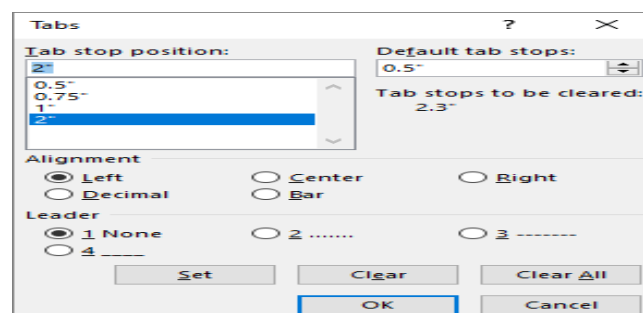 Tabs ?
Tab stop position: Default tab stops:
2" 0.5"
0.5"
0.75"
1"
2"
Tab stops to be cleared:
2.3"
Alignment
Left Center Right
Decimal Bar
Leader
1 None 2 ....... 3 -------
4 ____
Set Clear Clear All
OK Cancel